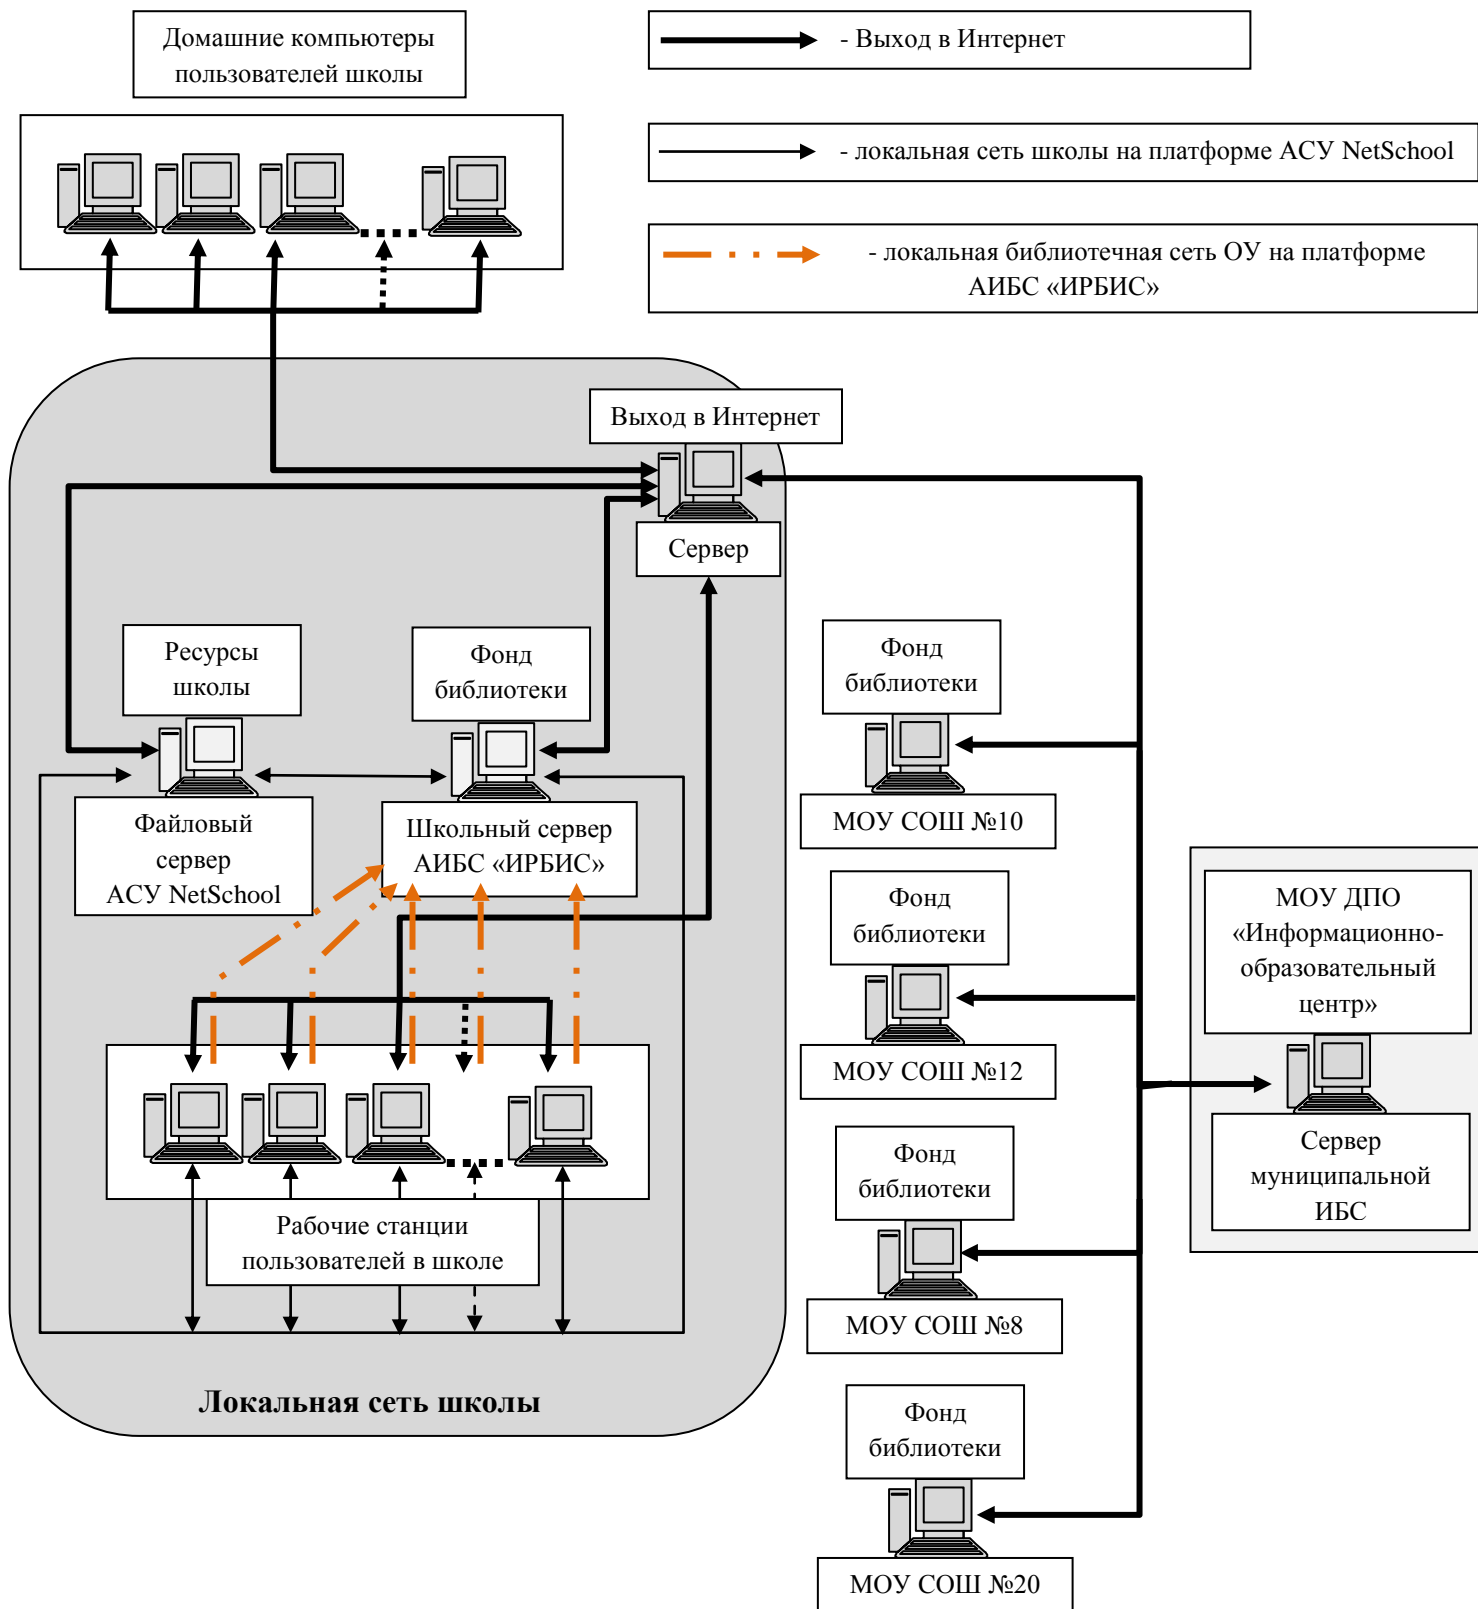 Домашние компьютеры
пользователей школы
- Выход в Интернет
- локальная сеть школы на платформе АСУ NetSchool
- локальная библиотечная сеть ОУ на платформе
АИБС «ИРБИС»
Выход в Интернет
Сервер
Ресурсы
школы
Фонд
библиотеки
Файловый
сервер
АСУ NetSchool
Школьный сервер
АИБС «ИРБИС»
Рабочие станции
пользователей в школе
Локальная сеть школы
Фонд
библиотеки
МОУ СОШ №10
Фонд
библиотеки
МОУ СОШ №12
Фонд
библиотеки
МОУ СОШ №8
Фонд
библиотеки
МОУ СОШ №20
МОУ ДПО
«Информационно-
образовательный
центр»
Сервер
муниципальной
ИБС